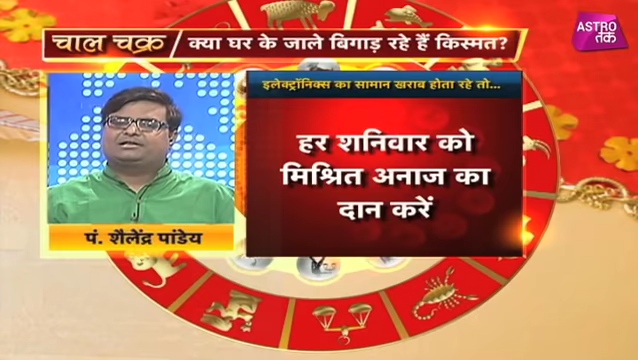 चाल चक्र क्या घर के जाले बिगाड़ रहे हैं किस्मत?
ASTRO
तक
इलेक्ट्रॉनिक्स का सामान खराब होता रहे तो...
हर शनिवार को
मिश्रित अनाज का
दान करें
पं. शैलेंद्र पांडेय